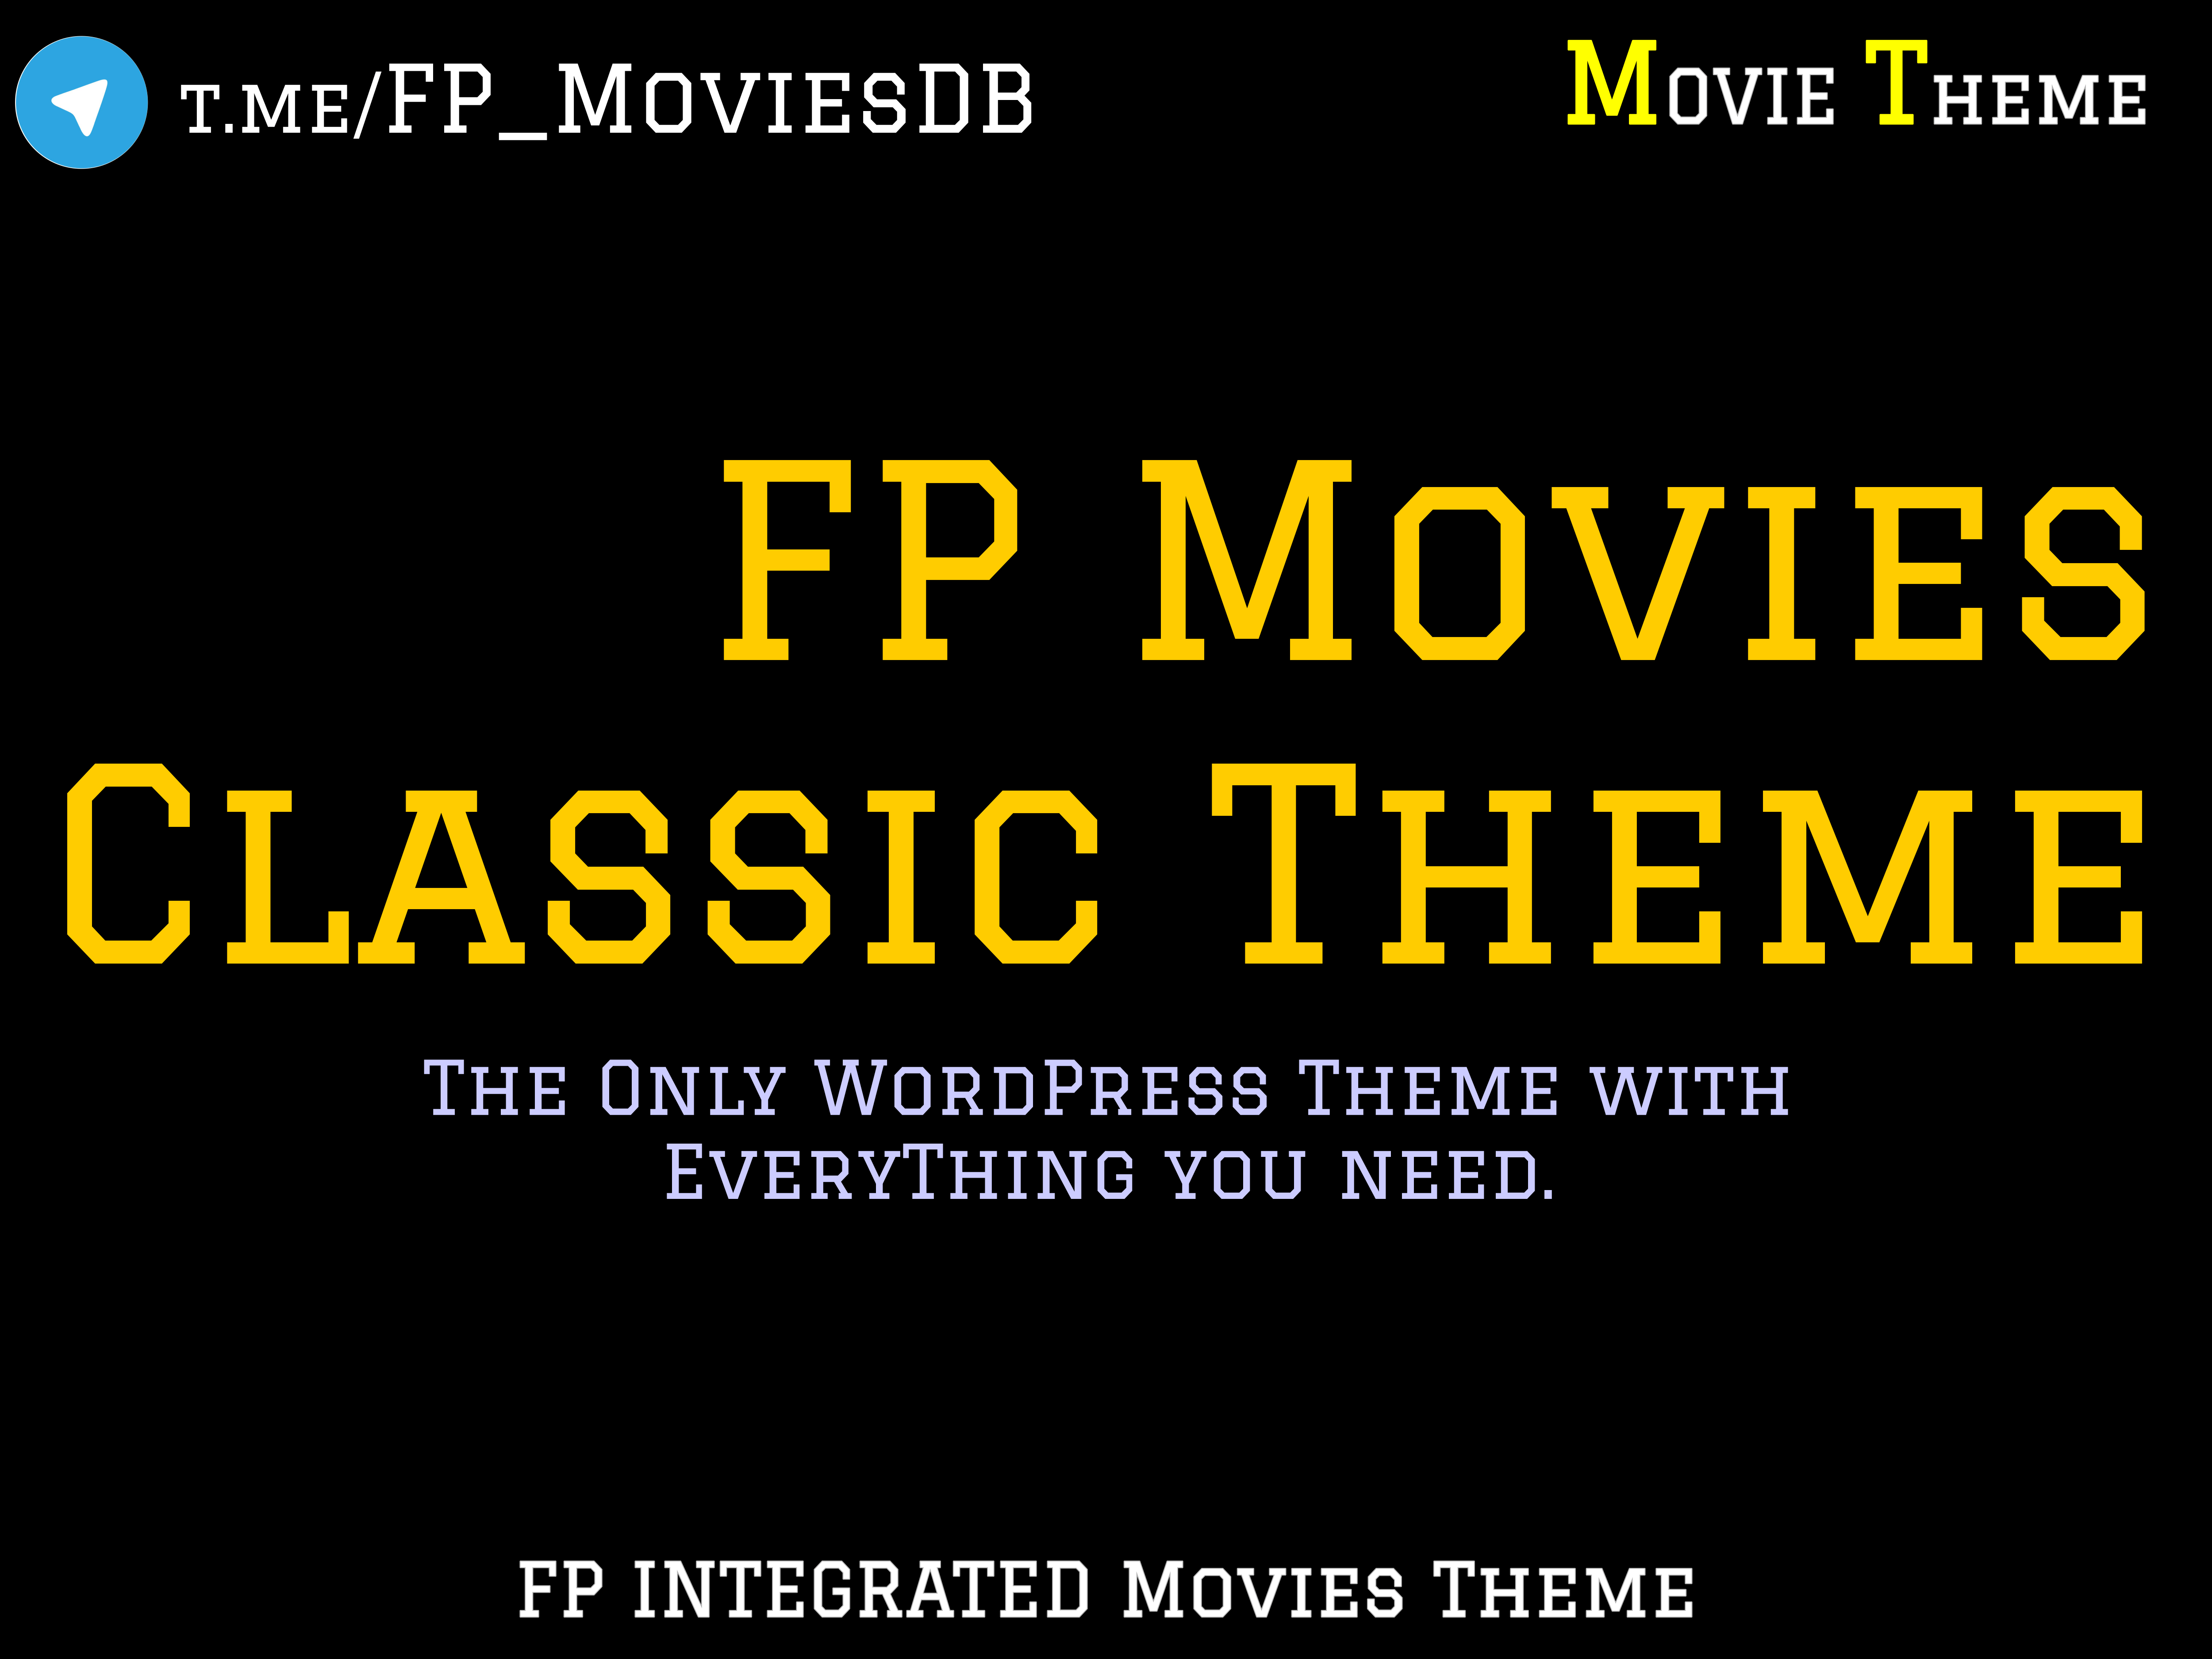 t.me/FP_MoviesDB
Movie Theme
FP Movies
Classic Theme
The Only WordPress Theme with
EveryThing you need.
FP INTEGRATED Movies Theme